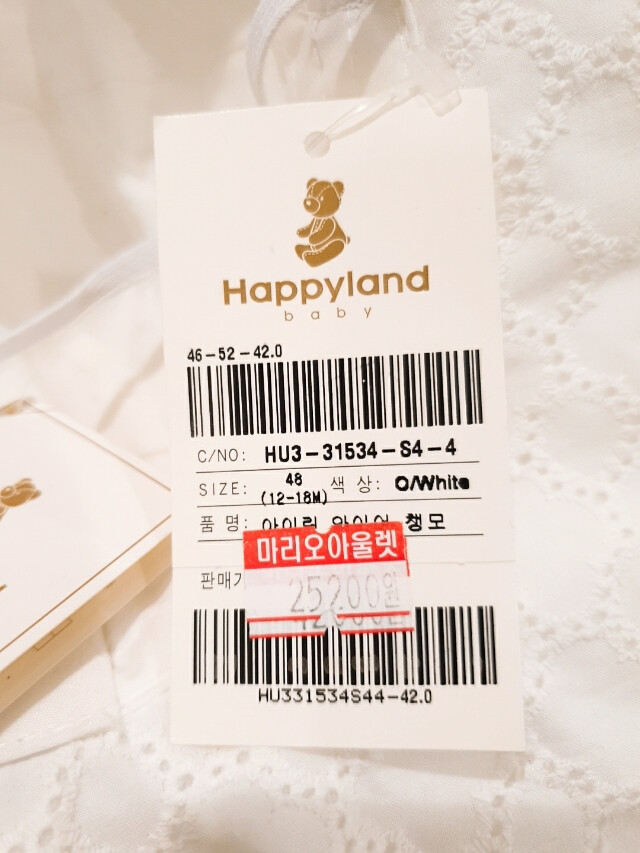 Happyland
baby
46-52-42.0
C/NO: HU3-31534-S4-4
SIZE: 48 (12-18M) 색 상: O/White
품 명: 챙모
마리오아울렛
판매가
25200원
HU331534S44-42.0